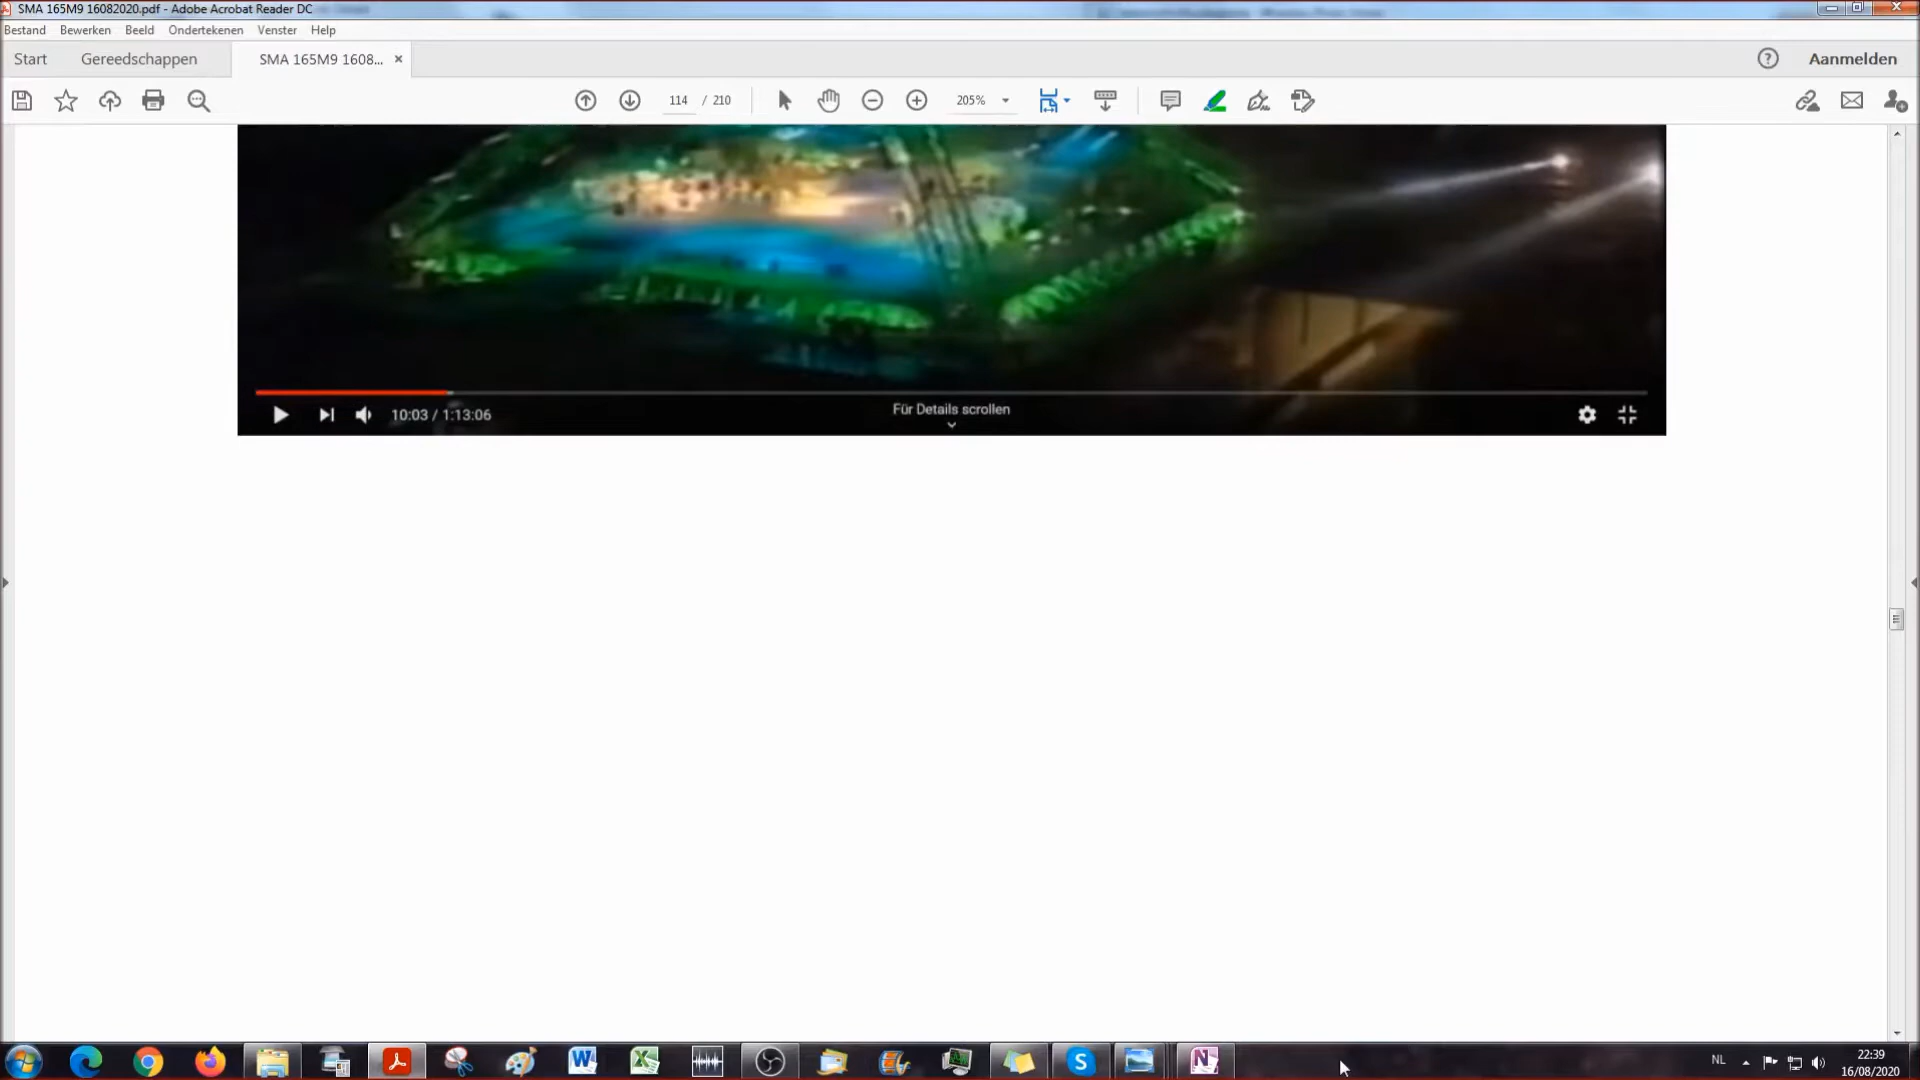 SMA 165M9 16082020.pdf - Adobe Acrobat Reader DC
Bestand Bewerken Beeld Ondertekenen Venster Help
Start Gereedschappen SMA 165M9 1608... × Aanmelden
114 / 210 205%
10:03 / 1:13:06 Für Details scrollen
NL 22:39
16/08/2020